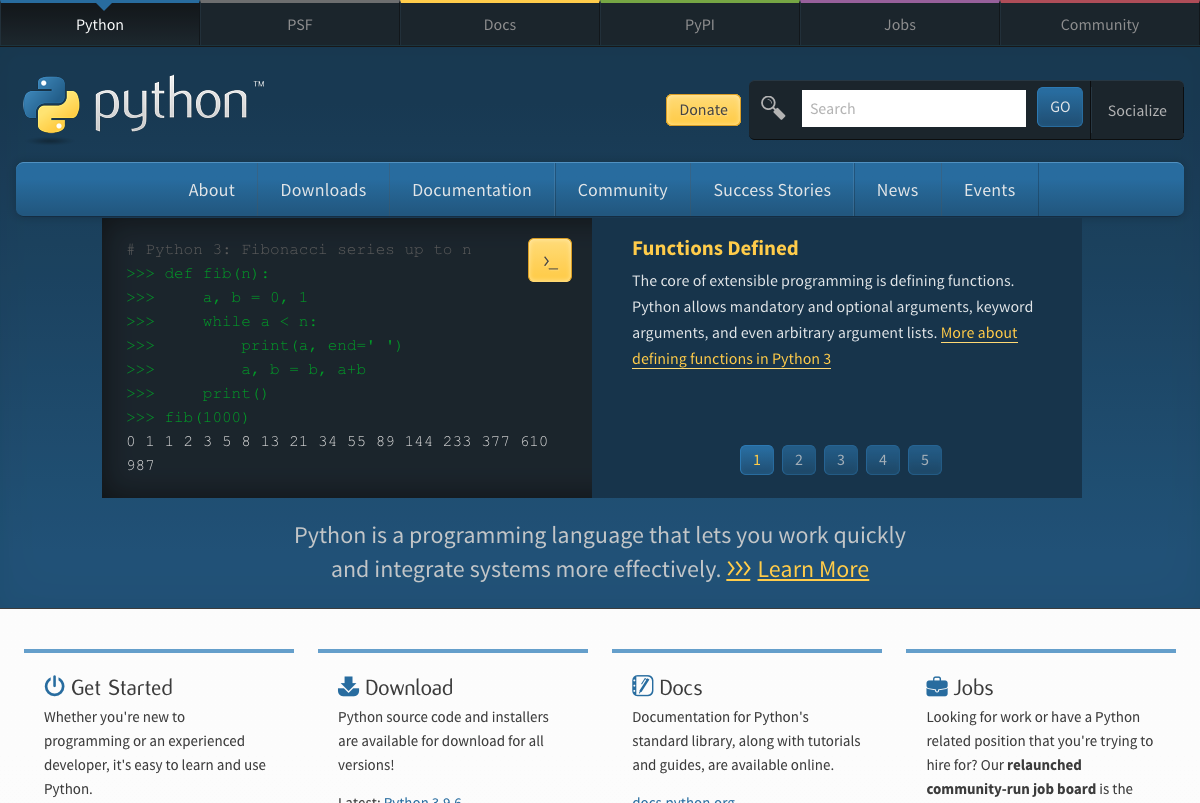 Python
PSF
Docs
PyPI
Jobs
Community
python™
Donate
Search
GO
Socialize
About
Downloads
Documentation
Community
Success Stories
News
Events
# Python 3: Fibonacci series up to n
>>> def fib(n):
>>>     a, b = 0, 1
>>>     while a < n:
>>>         print(a, end=' ')
>>>         a, b = b, a+b
>>>     print()
>>> fib(1000)
0 1 1 2 3 5 8 13 21 34 55 89 144 233 377 610
987
>_
Functions Defined
The core of extensible programming is defining functions.
Python allows mandatory and optional arguments, keyword
arguments, and even arbitrary argument lists. More about
defining functions in Python 3
1
2
3
4
5
Python is a programming language that lets you work quickly
and integrate systems more effectively. >>> Learn More
Get Started
Whether you're new to
programming or an experienced
developer, it's easy to learn and use
Python.
Download
Python source code and installers
are available for download for all
versions!
Latest: Python 3.9.6
Docs
Documentation for Python's
standard library, along with tutorials
and guides, are available online.
docs.python.org
Jobs
Looking for work or have a Python
related position that you're trying to
hire for? Our relaunched
community-run job board is the